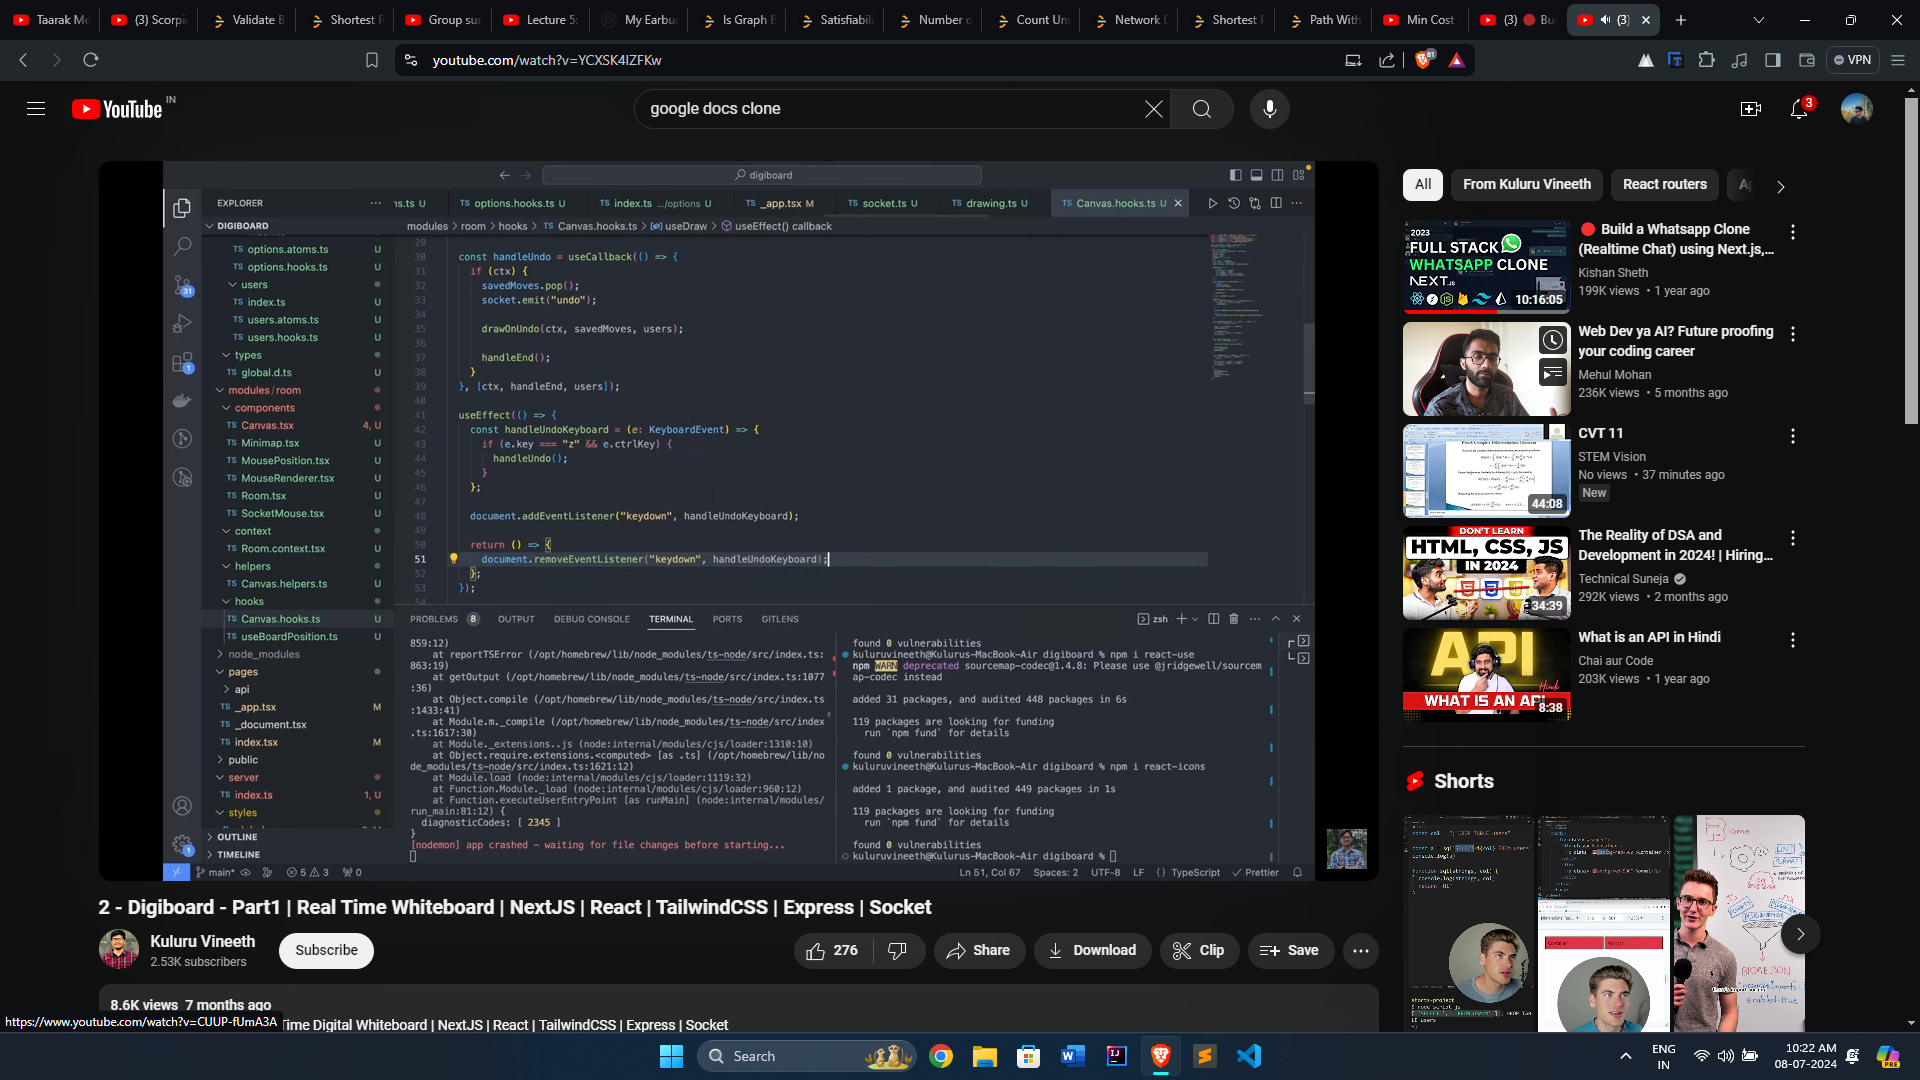 Taarak Me
(3) Scorpio
Validate B
Shortest P
Group sur
Lecture 5:
My Earbu
Is Graph B
Satisfiabili
Number o
Count Un
Network D
Shortest P
Path With
Min Cost
(3) Bu
(3)
youtube.com/watch?v=YCXSK4IZFKw
81
VPN
YouTube IN
google docs clone
3
digiboard
EXPLORER
ns.ts U
options.hooks.ts U
index.ts .../options U
_app.tsx M
socket.ts U
drawing.ts U
Canvas.hooks.ts U
DIGIBOARD
modules > room > hooks > TS Canvas.hooks.ts > useDraw > useEffect() callback
options.atoms.ts U
options.hooks.ts U
users
index.ts U
users.atoms.ts U
users.hooks.ts U
types
global.d.ts U
modules/room
components
Canvas.tsx 4, U
Minimap.tsx U
MousePosition.tsx U
MouseRenderer.tsx U
Room.tsx U
SocketMouse.tsx U
context
Room.context.tsx U
helpers
Canvas.helpers.ts U
hooks
Canvas.hooks.ts U
useBoardPosition.ts U
node_modules
pages
api
_app.tsx M
_document.tsx
index.tsx M
public
server
index.ts 1, U
styles
OUTLINE
TIMELINE
29
30 const handleUndo = useCallback(() => {
31 if (ctx) {
32 savedMoves.pop();
33 socket.emit("undo");
34
35 drawOnUndo(ctx, savedMoves, users);
36
37 handleEnd();
38 }
39 }, [ctx, handleEnd, users]);
40
41 useEffect(() => {
42 const handleUndoKeyboard = (e: KeyboardEvent) => {
43 if (e.key === "z" && e.ctrlKey) {
44 handleUndo();
45 }
46 };
47
48 document.addEventListener("keydown", handleUndoKeyboard);
49
50 return () => {
51 document.removeEventListener("keydown", handleUndoKeyboard);
52 };
53 });
54
PROBLEMS 8 OUTPUT DEBUG CONSOLE TERMINAL PORTS GITLENS
zsh
859:12)
at reportTSError (/opt/homebrew/lib/node_modules/ts-node/src/index.ts:
863:19)
at getOutput (/opt/homebrew/lib/node_modules/ts-node/src/index.ts:1077
:36)
at Object.compile (/opt/homebrew/lib/node_modules/ts-node/src/index.ts
:1433:41)
at Module.m._compile (/opt/homebrew/lib/node_modules/ts-node/src/index
.ts:1617:30)
at Module._extensions..js (node:internal/modules/cjs/loader:1310:10)
at Object.require.extensions.<computed> [as .ts] (/opt/homebrew/lib/no
de_modules/ts-node/src/index.ts:1621:12)
at Module.load (node:internal/modules/cjs/loader:1119:32)
at Function.Module._load (node:internal/modules/cjs/loader:960:12)
at Function.executeUserEntryPoint [as runMain] (node:internal/modules/
run_main:81:12) {
diagnosticCodes: [ 2345 ]
}
[nodemon] app crashed - waiting for file changes before starting...
found 0 vulnerabilities
kuluruvineeth@Kulurus-MacBook-Air digiboard % npm i react-use
npm WARN deprecated sourcemap-codec@1.4.8: Please use @jridgewell/sourcem
ap-codec instead
added 31 packages, and audited 448 packages in 6s
119 packages are looking for funding
run `npm fund` for details
found 0 vulnerabilities
kuluruvineeth@Kulurus-MacBook-Air digiboard % npm i react-icons
added 1 package, and audited 449 packages in 1s
119 packages are looking for funding
run `npm fund` for details
found 0 vulnerabilities
kuluruvineeth@Kulurus-MacBook-Air digiboard %
main* 5 3 0
Ln 51, Col 67 Spaces: 2 UTF-8 LF TypeScript Prettier
2 - Digiboard - Part1 | Real Time Whiteboard | NextJS | React | TailwindCSS | Express | Socket
Kuluru Vineeth
2.53K subscribers
Subscribe
276
Share
Download
Clip
Save
8.6K views 7 months ago
https://www.youtube.com/watch?v=CUUP-fUmA3A
Time Digital Whiteboard | NextJS | React | TailwindCSS | Express | Socket
All
From Kuluru Vineeth
React routers
2023
FULL STACK
WHATSAPP CLONE
NEXT.JS
10:16:05
Build a Whatsapp Clone
(Realtime Chat) using Next.js,...
Kishan Sheth
199K views • 1 year ago
Web Dev ya AI? Future proofing
your coding career
Mehul Mohan
236K views • 5 months ago
44:08
CVT 11
STEM Vision
No views • 37 minutes ago
New
DON'T LEARN
HTML, CSS, JS
IN 2024
34:39
The Reality of DSA and
Development in 2024! | Hiring...
Technical Suneja
292K views • 2 months ago
API
Hindi
WHAT IS AN API
8:38
What is an API in Hindi
Chai aur Code
203K views • 1 year ago
Shorts
Search
ENG
IN
10:22 AM
08-07-2024